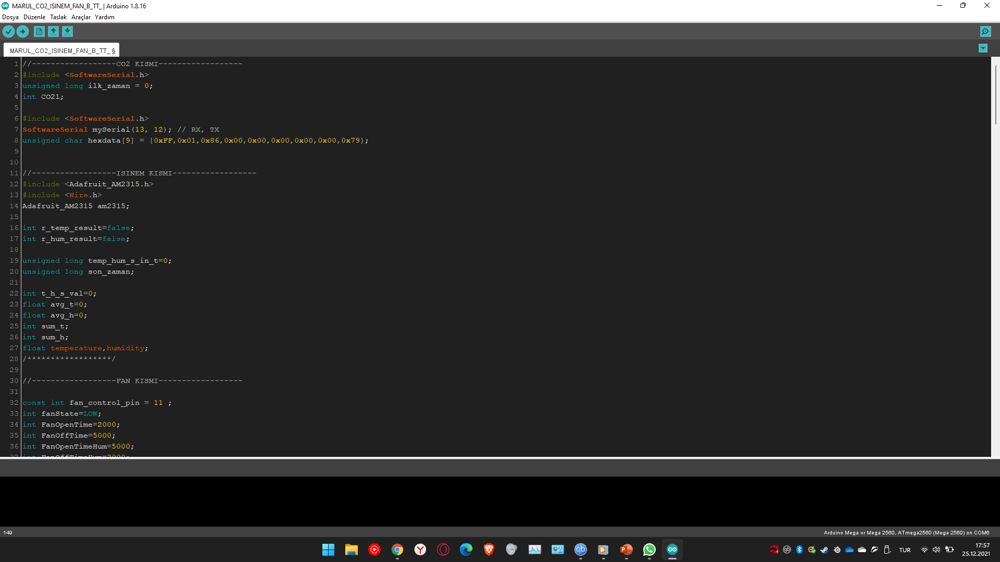 MARUL_CO2_ISINEM_FAN_B_TT_ | Arduino 1.8.16
Dosya Düzenle Taslak Araçlar Yardım
MARUL_CO2_ISINEM_FAN_B_TT_ §
1 //------------------CO2 KISMI------------------
2 #include <SoftwareSerial.h>
3 unsigned long ilk_zaman = 0;
4 int CO21;
5
6 #include <SoftwareSerial.h>
7 SoftwareSerial mySerial(13, 12); // RX, TX
8 unsigned char hexdata[9] = {0xFF,0x01,0x86,0x00,0x00,0x00,0x00,0x00,0x79};
9
10
11 //------------------ISINEM KISMI------------------
12 #include <Adafruit_AM2315.h>
13 #include <Wire.h>
14 Adafruit_AM2315 am2315;
15
16 int r_temp_result=false;
17 int r_hum_result=false;
18
19 unsigned long temp_hum_s_in_t=0;
20 unsigned long son_zaman;
21
22 int t_h_s_val=0;
23 float avg_t=0;
24 float avg_h=0;
25 int sum_t;
26 int sum_h;
27 float temperature,humidity;
28 /******************/
29
30 //------------------FAN KISMI------------------
31
32 const int fan_control_pin = 11 ;
33 int fanState=LOW;
34 int FanOpenTime=2000;
35 int FanOffTime=5000;
36 int FanOpenTimeHum=5000;
37 int FanOffTimeHum=2000;
149
Arduino Mega or Mega 2560, ATmega2560 (Mega 2560) on COM6
TUR
17:57
25.12.2021